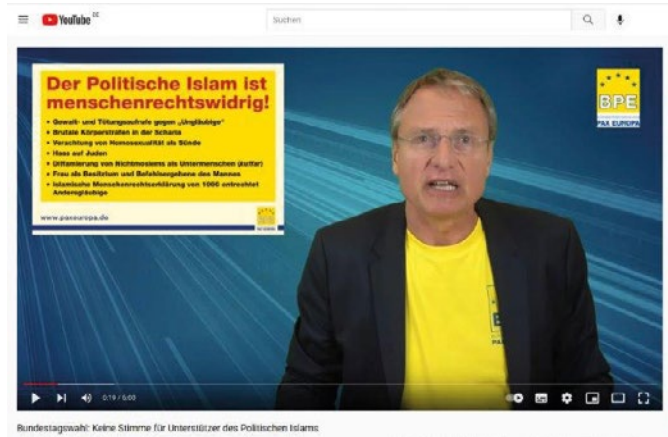 YouTube DE
Suchen
Der Politische Islam ist
menschenrechtswidrig!
• Gewalt- und Tötungsaufrufe gegen „Ungläubige“
• Brutale Körperstrafen in der Scharia
• Verachtung von Homosexualität als Sünde
• Hass auf Juden
• Diffamierung von Nichtmoslems als Untermenschen (Kuffar)
• Frau als Besitztum und Befehlsergebene des Mannes
• Islamische Menschenrechtserklärung von 1990 entrechtet
Andersgläubige
www.paxeuropa.de
BPE
PAX EUROPA
0:19 / 6:00
Bundestagswahl: Keine Stimme für Unterstützer des Politischen Islams